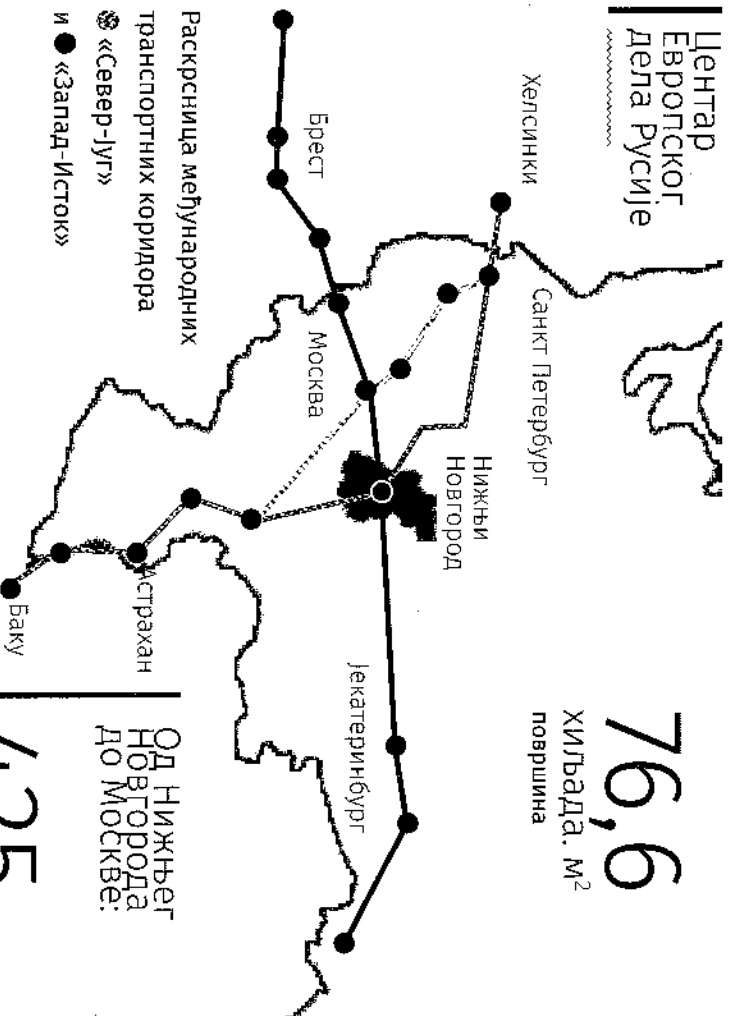 Центар
Европског
дела Русије
76,6
хиљада. м²
површина
Хелсинки
Санкт Петербург
Нижњи
Новгород
Брест
Москва
Јекатеринбург
Раскрсница међународних
транспортних коридора
«Север-Југ»
и «Запад-Исток»
Астрахан
Баку
Од Нижњег
Новгорода
до Москве:
425